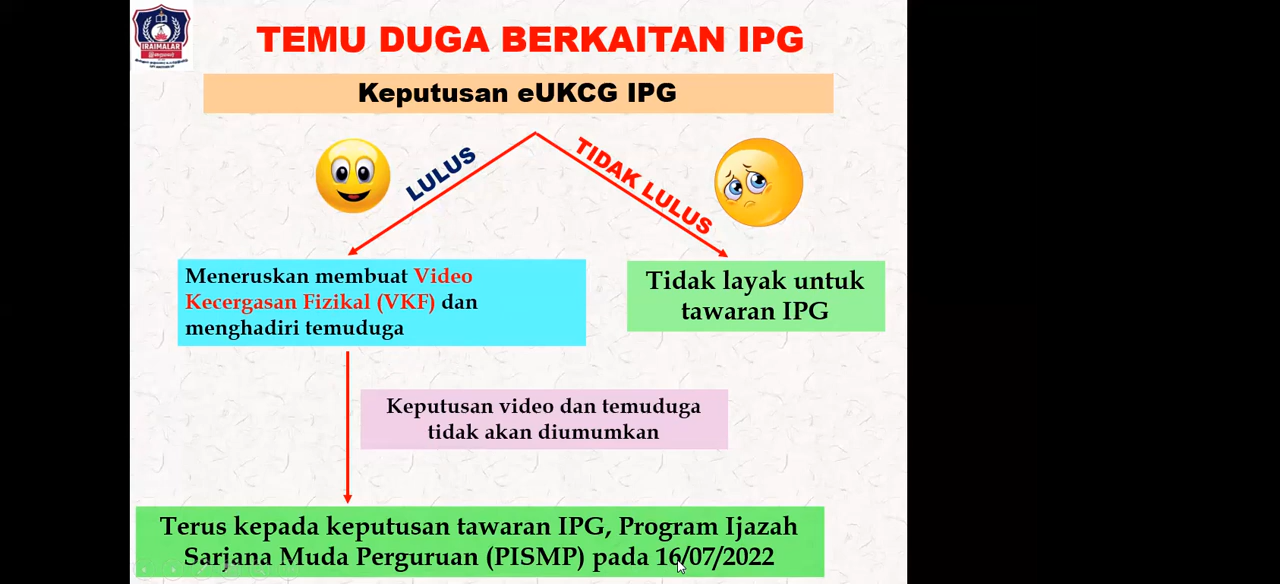 IRAIMALAR
TEMU DUGA BERKAITAN IPG
Keputusan eUKCG IPG
LULUS
TIDAK LULUS
Meneruskan membuat Video
Kecergasan Fizikal (VKF) dan
menghadiri temuduga
Tidak layak untuk
tawaran IPG
Keputusan video dan temuduga
tidak akan diumumkan
Terus kepada keputusan tawaran IPG, Program Ijazah
Sarjana Muda Perguruan (PISMP) pada 16/07/2022